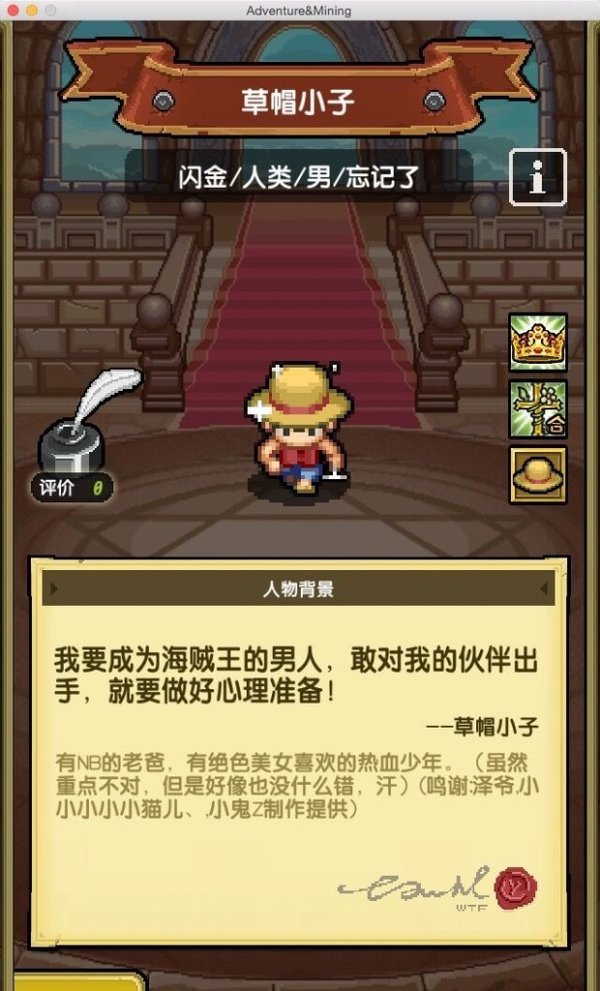 Adventure&Mining
草帽小子
闪金/人类/男/忘记了
评价 0
人物背景
我要成为海贼王的男人，敢对我的伙伴出
手，就要做好心理准备！
--草帽小子
有NB的老爸，有绝色美女喜欢的热血少年。（虽然
重点不对，但是好像也没什么错，汗）(鸣谢:泽爷,小
小小小小猫儿、,小鬼Z制作提供）
WTF